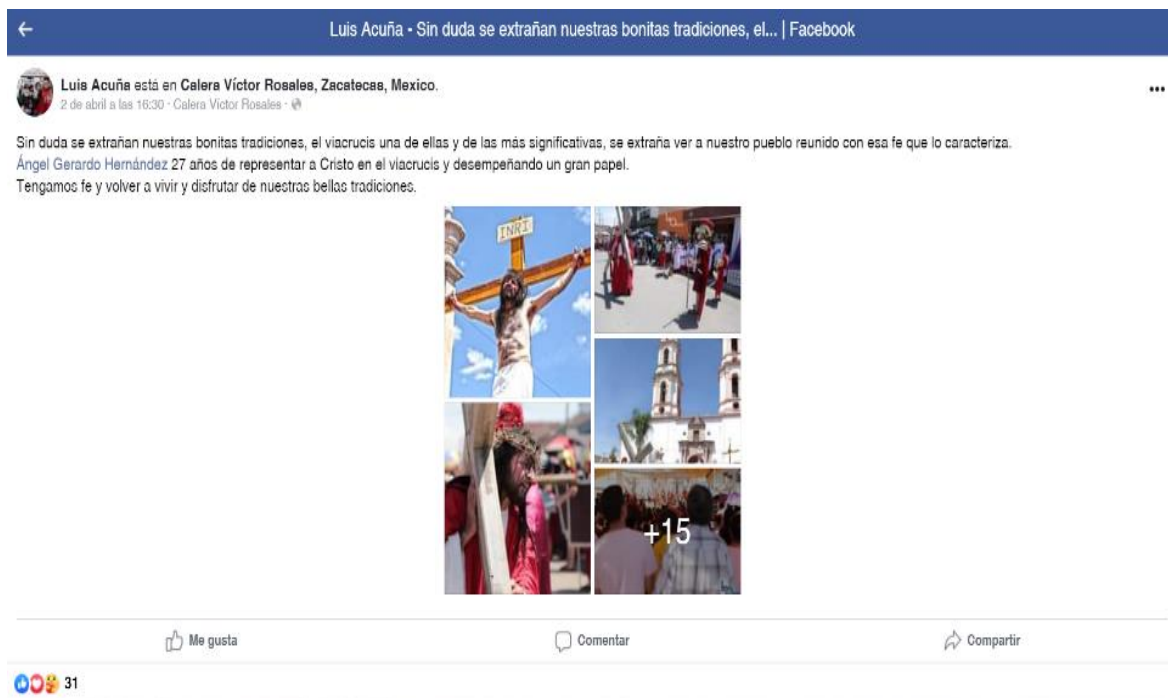 Luis Acuña - Sin duda se extrañan nuestras bonitas tradiciones, el... | Facebook
Luis Acuña está en Calera Víctor Rosales, Zacatecas, Mexico.
2 de abril a las 16:30 · Calera Victor Rosales ·
Sin duda se extrañan nuestras bonitas tradiciones, el viacrucis una de ellas y de las más significativas, se extraña ver a nuestro pueblo reunido con esa fe que lo caracteriza.
Ángel Gerardo Hernández 27 años de representar a Cristo en el viacrucis y desempeñando un gran papel.
Tengamos fe y volver a vivir y disfrutar de nuestras bellas tradiciones.
INRI
+15
Me gusta
Comentar
Compartir
31